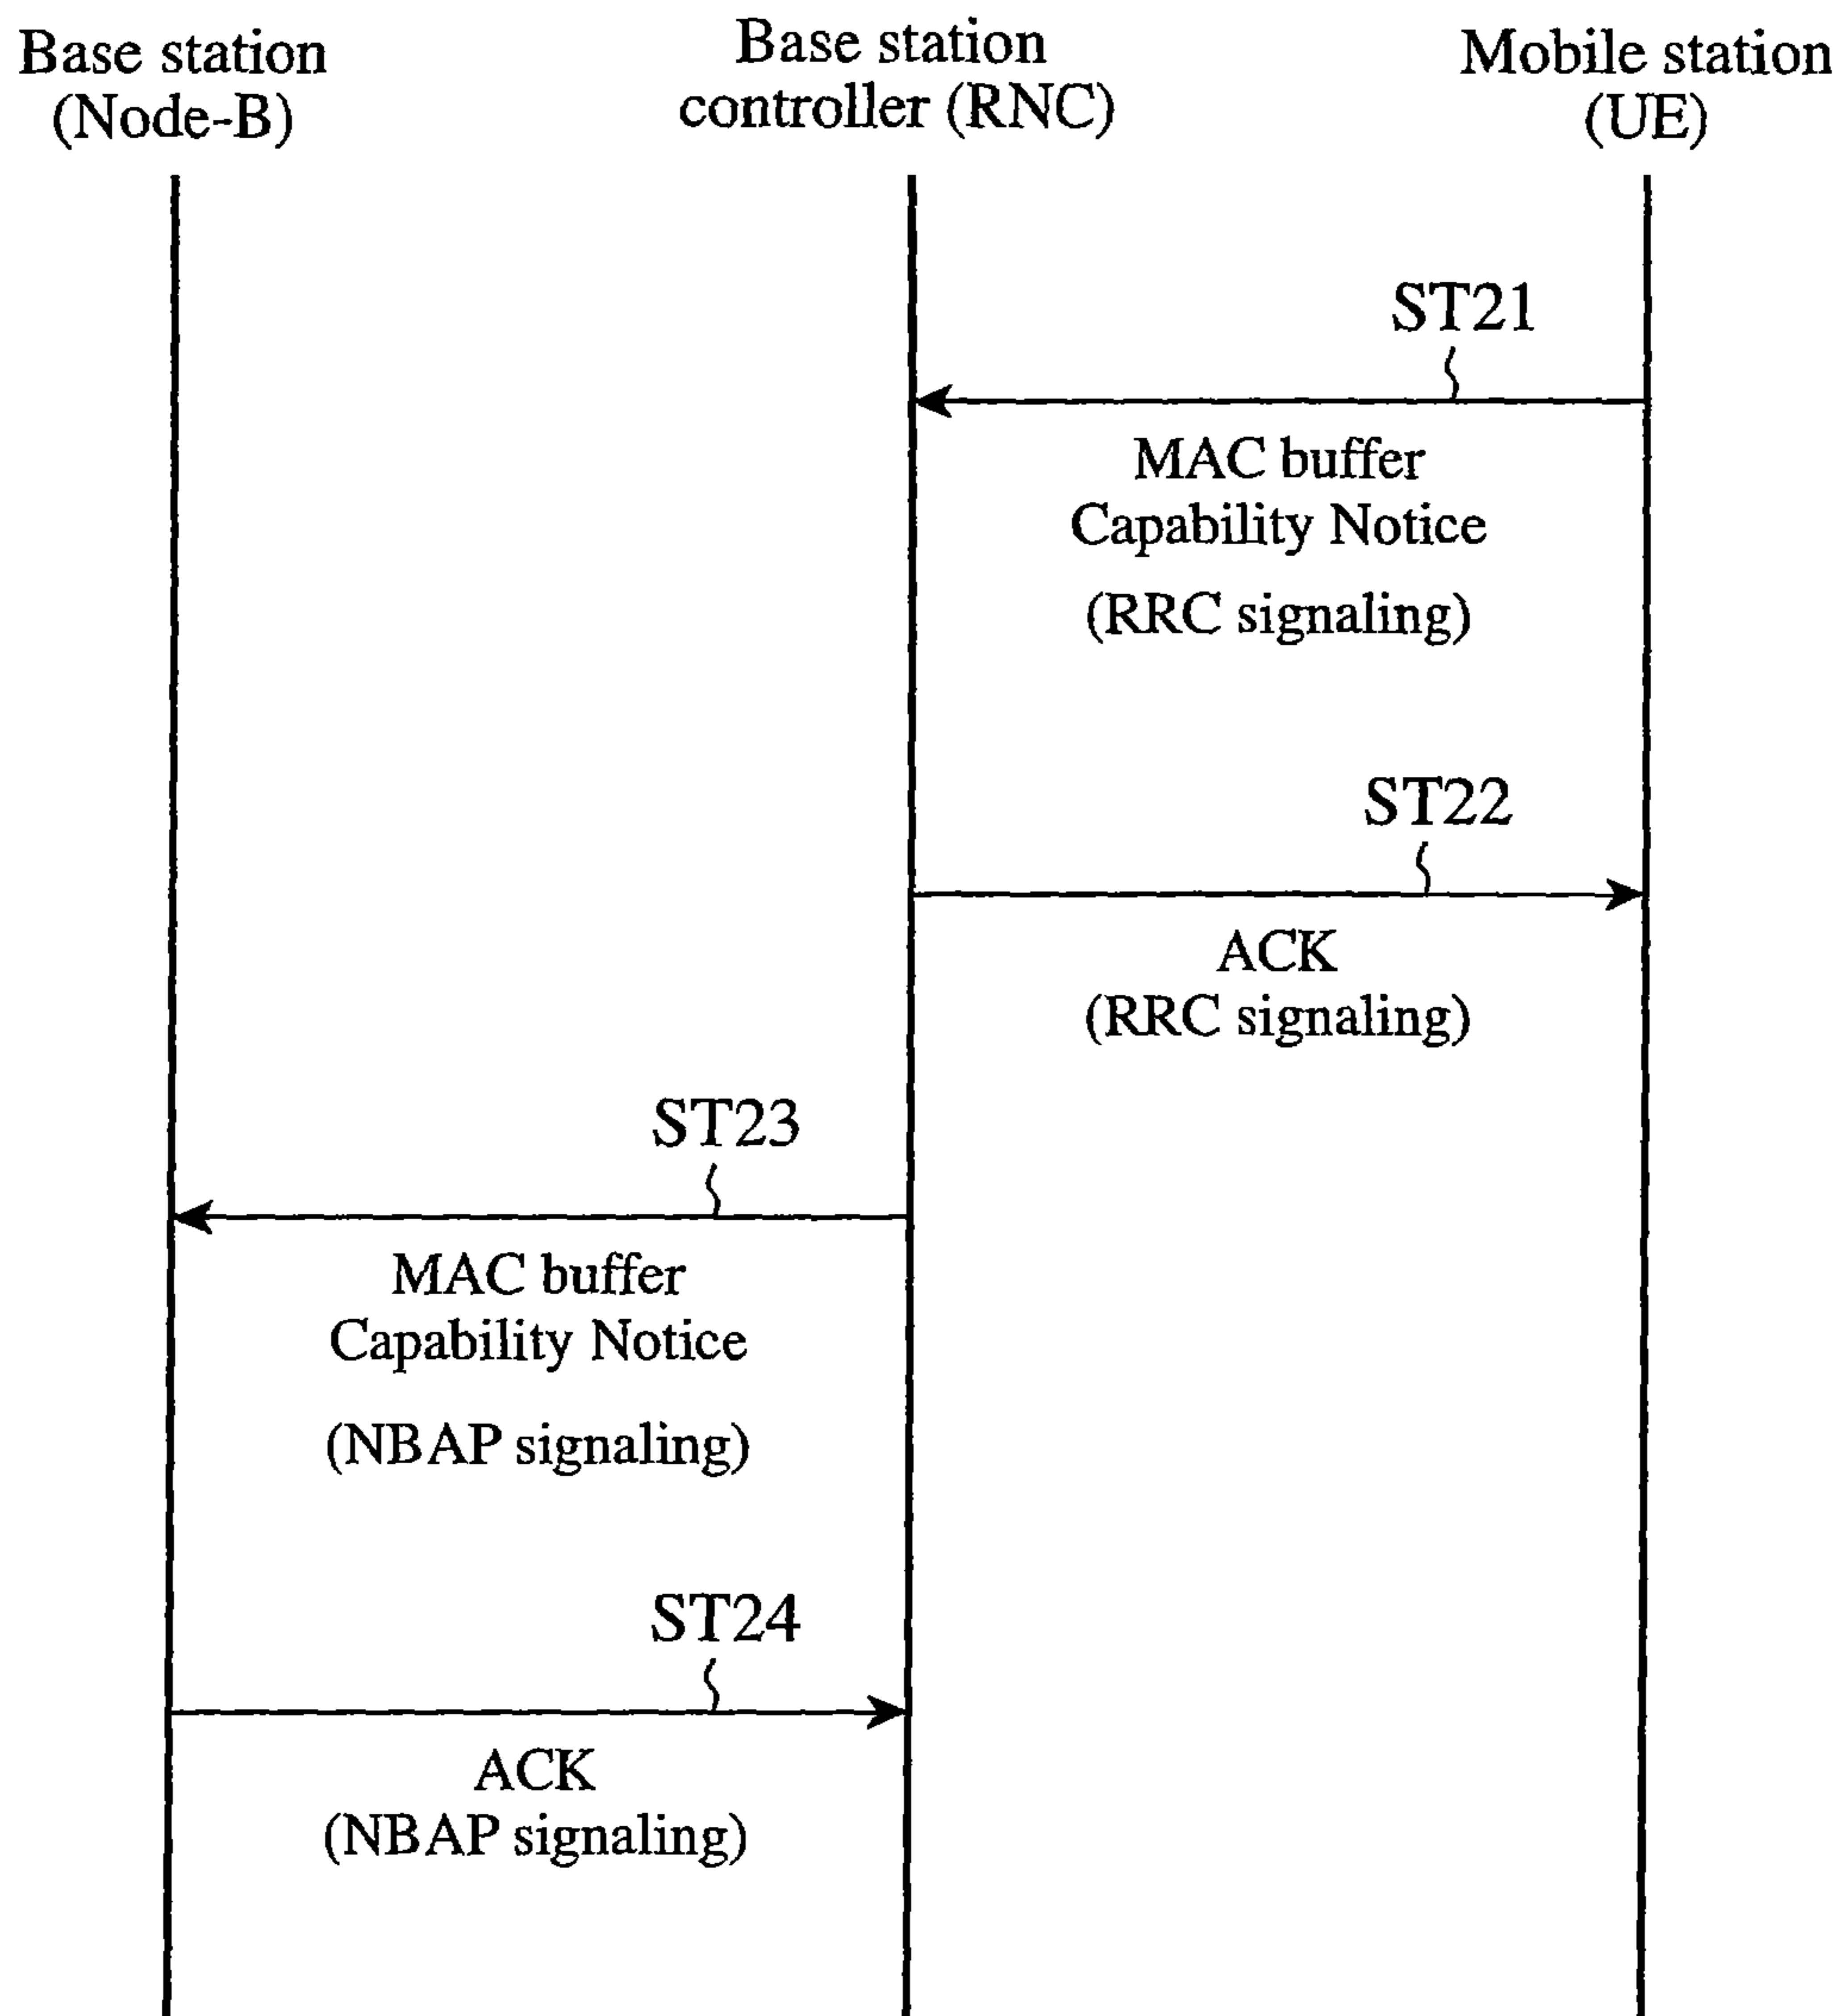 Base station
(Node-B)
Base station
controller (RNC)
Mobile station
(UE)
ST21
MAC buffer
Capability Notice
(RRC signaling)
ST22
ACK
(RRC signaling)
ST23
MAC buffer
Capability Notice
(NBAP signaling)
ST24
ACK
(NBAP signaling)